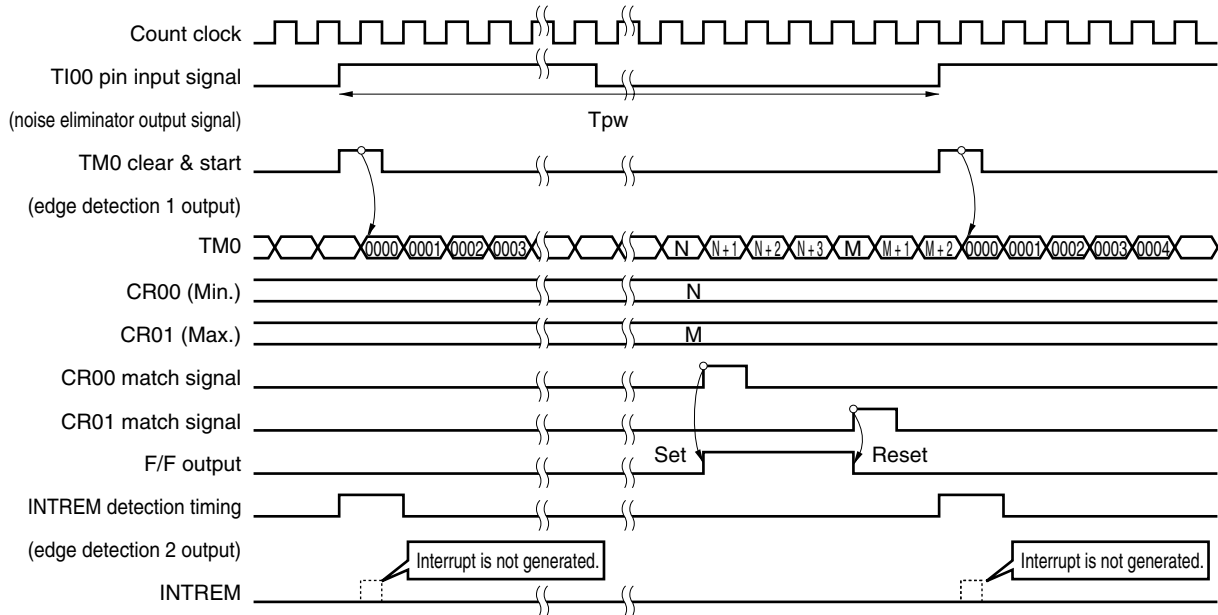 Count clock
TI00 pin input signal
(noise eliminator output signal)
Tpw
TM0 clear & start
(edge detection 1 output)
TM0
0000 0001 0002 0003 N N+1 N+2 N+3 M M+1 M+2 0000 0001 0002 0003 0004
CR00 (Min.) N
CR01 (Max.) M
CR00 match signal
CR01 match signal
F/F output Set Reset
INTREM detection timing
(edge detection 2 output)
Interrupt is not generated. Interrupt is not generated.
INTREM